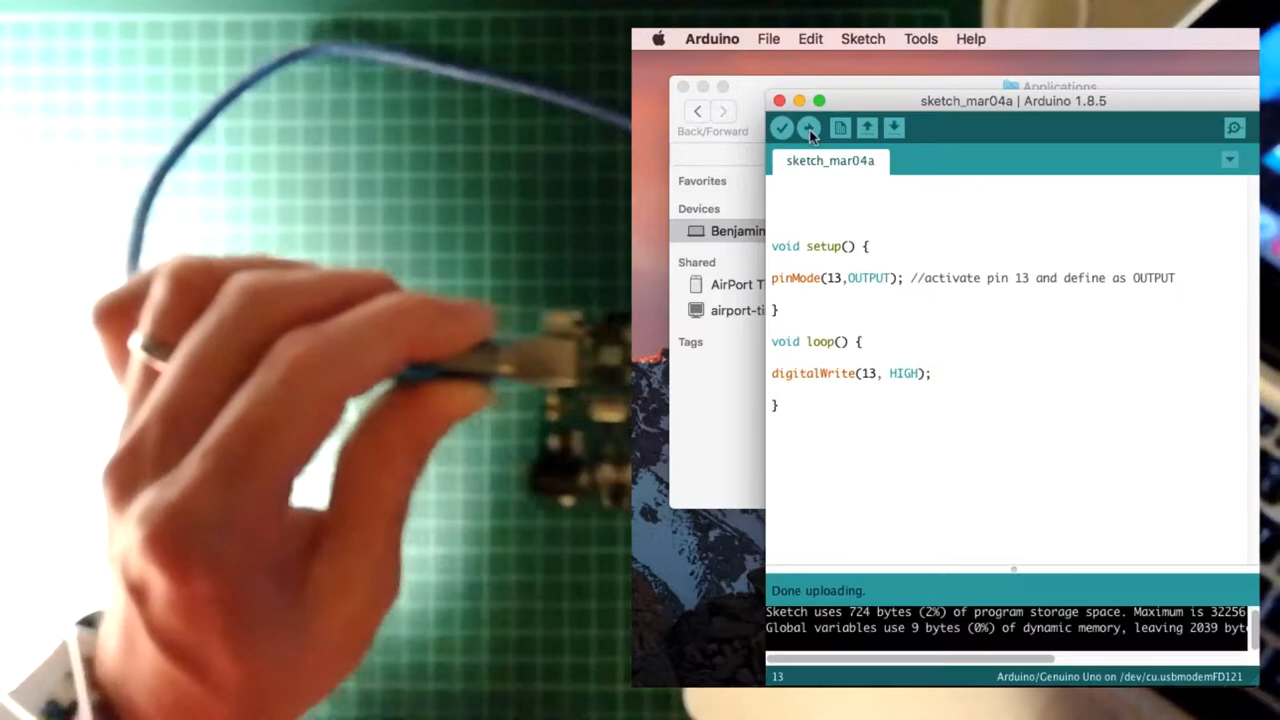 Arduino File Edit Sketch Tools Help
Applications
sketch_mar04a | Arduino 1.8.5
Back/Forward
sketch_mar04a
Favorites
Devices
Benjamin
Shared
AirPort T
airport-ti
Tags
void setup() {
pinMode(13,OUTPUT); //activate pin 13 and define as OUTPUT
}
void loop() {
digitalWrite(13, HIGH);
}
Done uploading.
Sketch uses 724 bytes (2%) of program storage space. Maximum is 32256
Global variables use 9 bytes (0%) of dynamic memory, leaving 2039 byt
13
Arduino/Genuino Uno on /dev/cu.usbmodemFD121